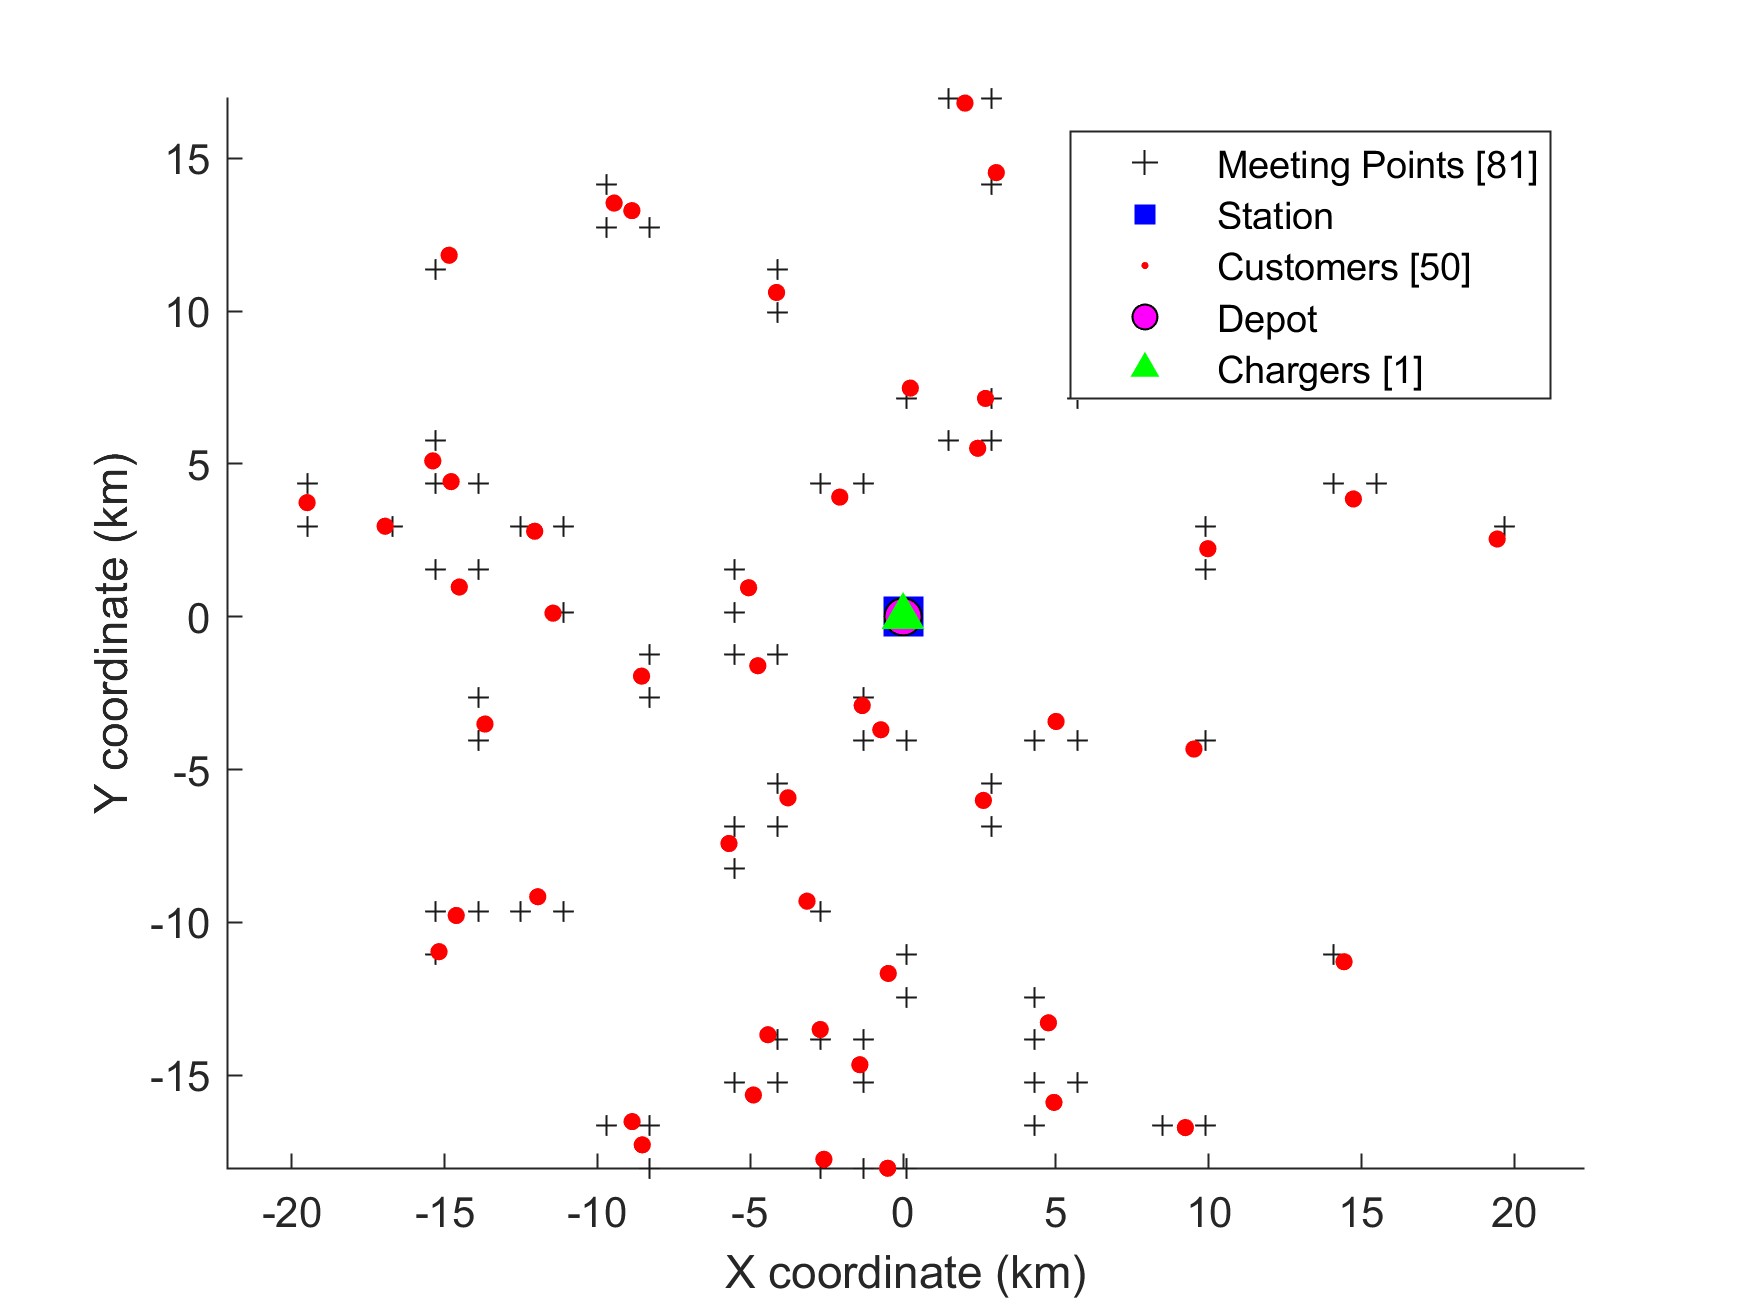 15
10
5
0
-5
-10
-15
-20 -15 -10 -5 0 5 10 15 20
X coordinate (km)
Y coordinate (km)
Meeting Points [81]
Station
Customers [50]
Depot
Chargers [1]